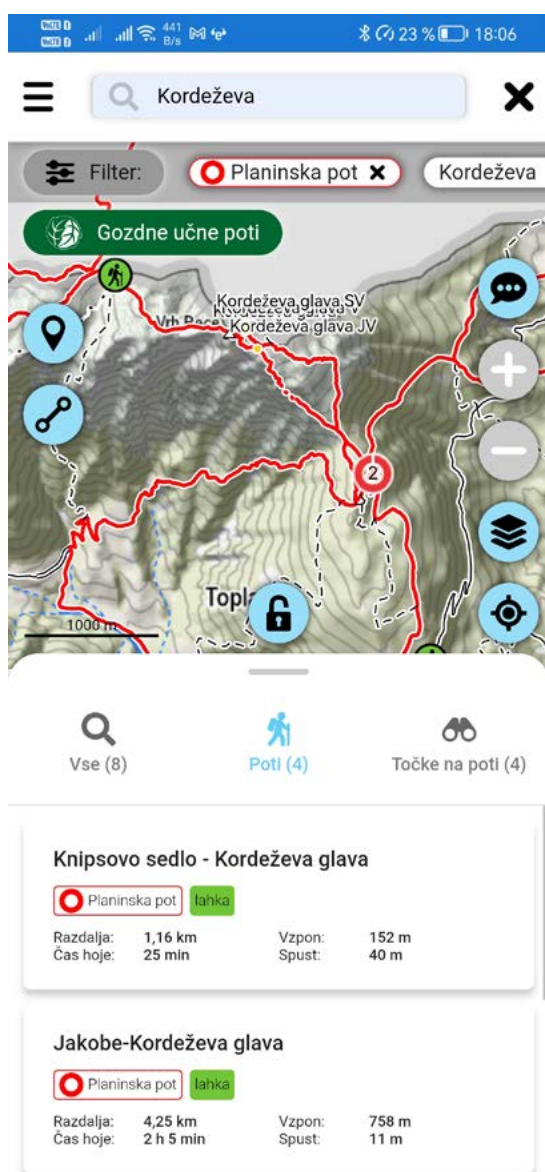 441
B/s
23 %
18:06
Kordeževa
Filter:
Planinska pot
Kordeževa
Gozdne učne poti
Kordeževa glava SV
Kordeževa glava JV
2
1000 m
Vse (8)
Poti (4)
Točke na poti (4)
Knipsovo sedlo - Kordeževa glava
Planinska pot lahka
Razdalja: 1,16 km Vzpon: 152 m
Čas hoje: 25 min Spust: 40 m
Jakobe-Kordeževa glava
Planinska pot lahka
Razdalja: 4,25 km Vzpon: 758 m
Čas hoje: 2 h 5 min Spust: 11 m